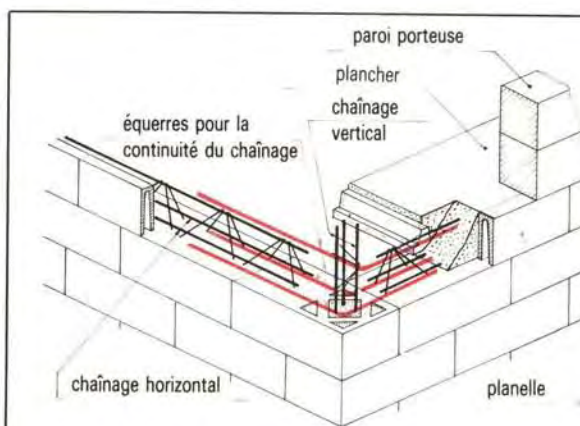 paroi porteuse
plancher
chaînage
vertical
équerres pour la
continuité du chaînage
chaînage horizontal
planelle